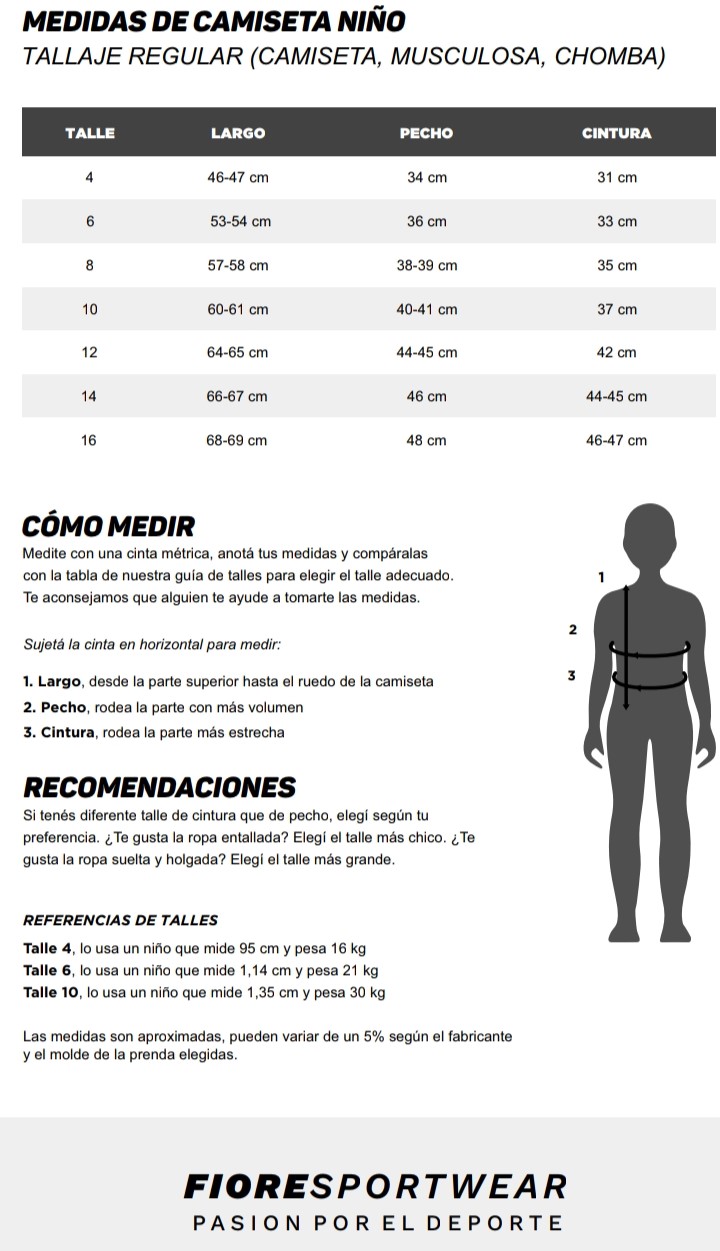 MEDIDAS DE CAMISETA NIÑO
TALLAJE REGULAR (CAMISETA, MUSCULOSA, CHOMBA)
TALLE LARGO PECHO CINTURA
4 46-47 cm 34 cm 31 cm
6 53-54 cm 36 cm 33 cm
8 57-58 cm 38-39 cm 35 cm
10 60-61 cm 40-41 cm 37 cm
12 64-65 cm 44-45 cm 42 cm
14 66-67 cm 46 cm 44-45 cm
16 68-69 cm 48 cm 46-47 cm
CÓMO MEDIR
Medite con una cinta métrica, anotá tus medidas y compáralas
con la tabla de nuestra guía de talles para elegir el talle adecuado.
Te aconsejamos que alguien te ayude a tomarte las medidas.
Sujetá la cinta en horizontal para medir:
1. Largo, desde la parte superior hasta el ruedo de la camiseta
2. Pecho, rodea la parte con más volumen
3. Cintura, rodea la parte más estrecha
1
2
3
RECOMENDACIONES
Si tenés diferente talle de cintura que de pecho, elegí según tu
preferencia. ¿Te gusta la ropa entallada? Elegí el talle más chico. ¿Te
gusta la ropa suelta y holgada? Elegí el talle más grande.
REFERENCIAS DE TALLES
Talle 4, lo usa un niño que mide 95 cm y pesa 16 kg
Talle 6, lo usa un niño que mide 1,14 cm y pesa 21 kg
Talle 10, lo usa un niño que mide 1,35 cm y pesa 30 kg
Las medidas son aproximadas, pueden variar de un 5% según el fabricante
y el molde de la prenda elegidas.
FIORESPORTWEAR
PASION POR EL DEPORTE